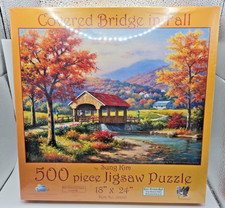 Covered Bridge in Fall
by Sung Kim
500 piece Jigsaw Puzzle
18" x 24"